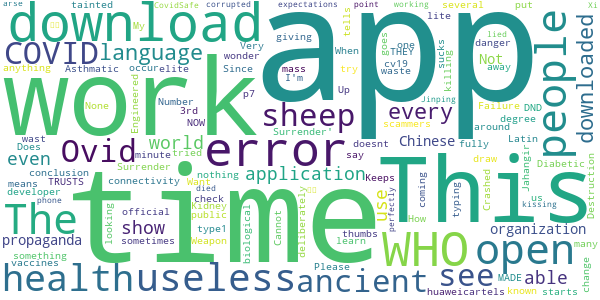 arse
tainted
corrupted
expectations
point
working
Xi
CovidSafe
My
several
put
Jinping
download
app
people
downloaded
COVID
language
tells
lite
Very
giving
When
goes
one
THEY
lied
danger
wonder
Since
mass
I'm
try
cv19
waste
sucks
killing
away
Not
Asthmatic
occur
elite
anything
None
Number
3rd
NOW
p7
Up
DND
work
sheep
every
Engineered
Failure
scammers
Surrender'
degree
Ovid
error
doesnt
Chinese
around
Latin
even
world
Does
minute
tried
wast
Surrender
nothing
application
say
This
fully
draw
Crashed
Diabetic
Jahangir
Destruction
conclusion
TRUSTS
means
connectivity
developer
Keeps
died
check
use
perfectly
coming
typing
us
kissing
phone
The
time
Want
Kidney
public
type1
Weapon
looking
official
sometimes
propaganda
show
biological
Cannot
deliberately
thumbs
learn
How
WHO
open
organization
something
vaccines
health
useless
ancient
Please
see
able
many
change
huaweicartels
MADE
known
starts